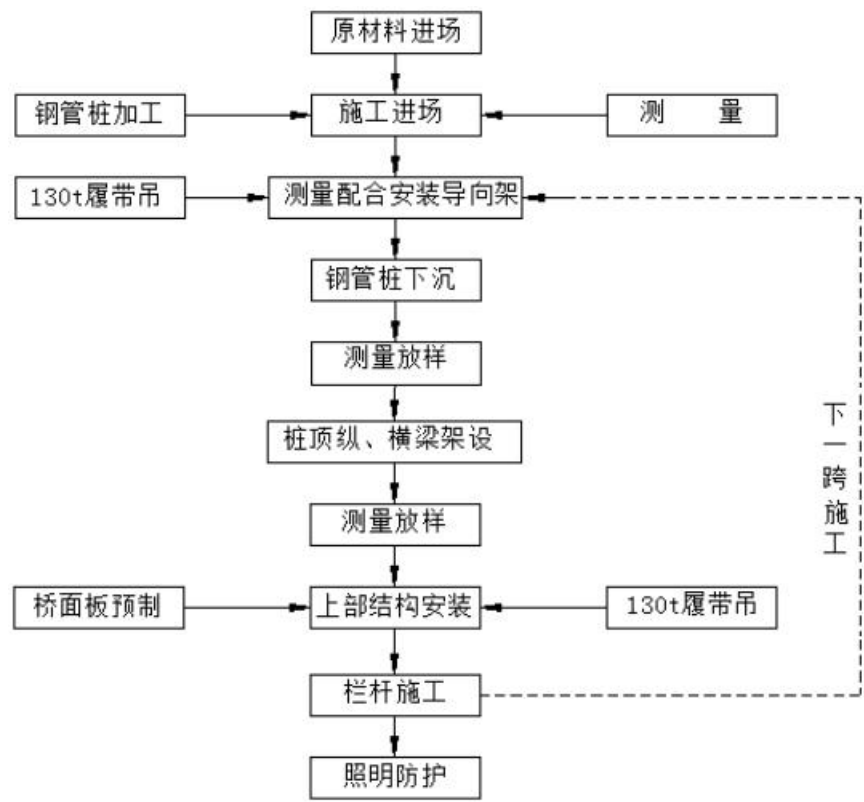 原材料进场
钢管桩加工
施工进场
测 量
130t履带吊
测量配合安装导向架
钢管桩下沉
测量放样
桩顶纵、横梁架设
下一跨施工
测量放样
桥面板预制
上部结构安装
130t履带吊
栏杆施工
照明防护